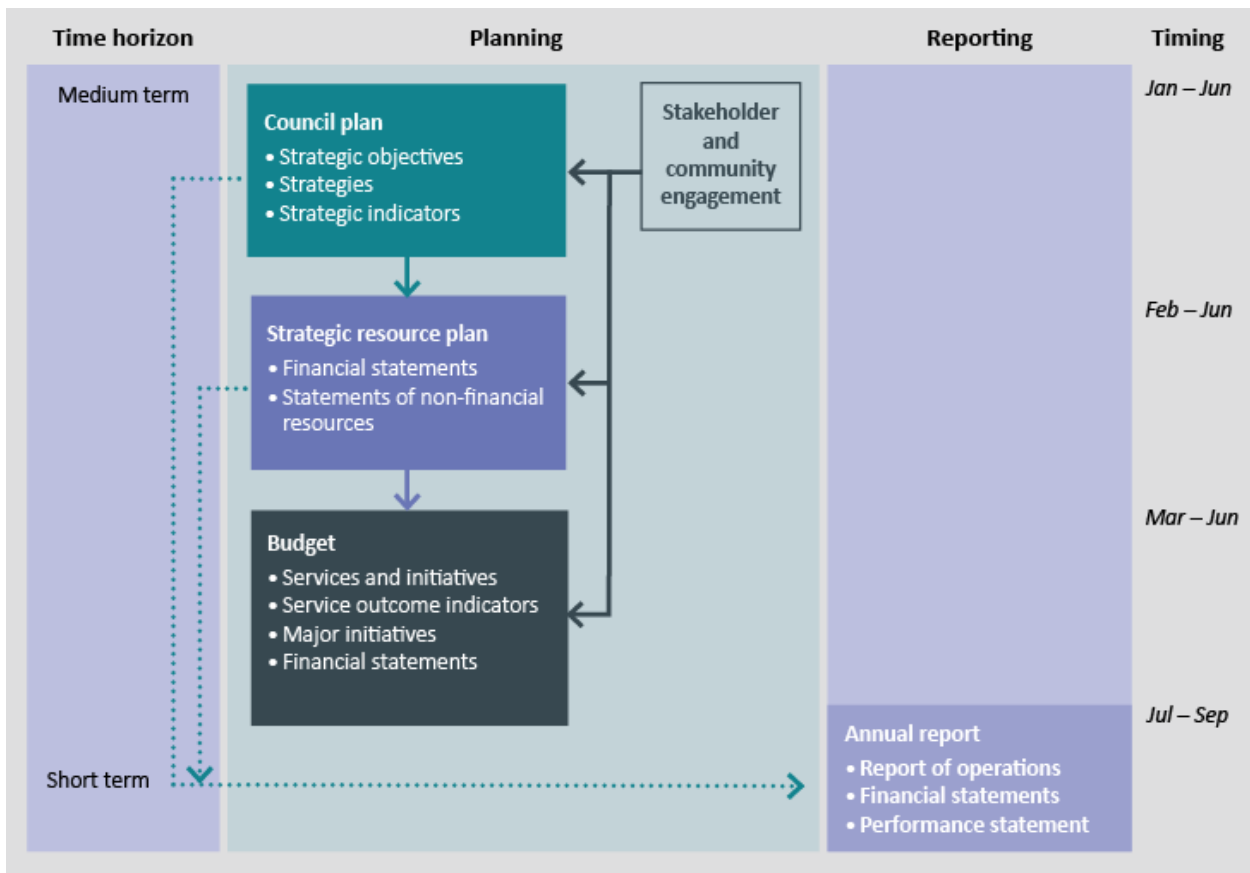 Time horizon
Planning
Reporting
Timing
Medium term
Jan – Jun
Council plan
• Strategic objectives
• Strategies
• Strategic indicators
Stakeholder
and
community
engagement
Feb – Jun
Strategic resource plan
• Financial statements
• Statements of non-financial
resources
Mar – Jun
Budget
• Services and initiatives
• Service outcome indicators
• Major initiatives
• Financial statements
Jul – Sep
Short term
Annual report
• Report of operations
• Financial statements
• Performance statement